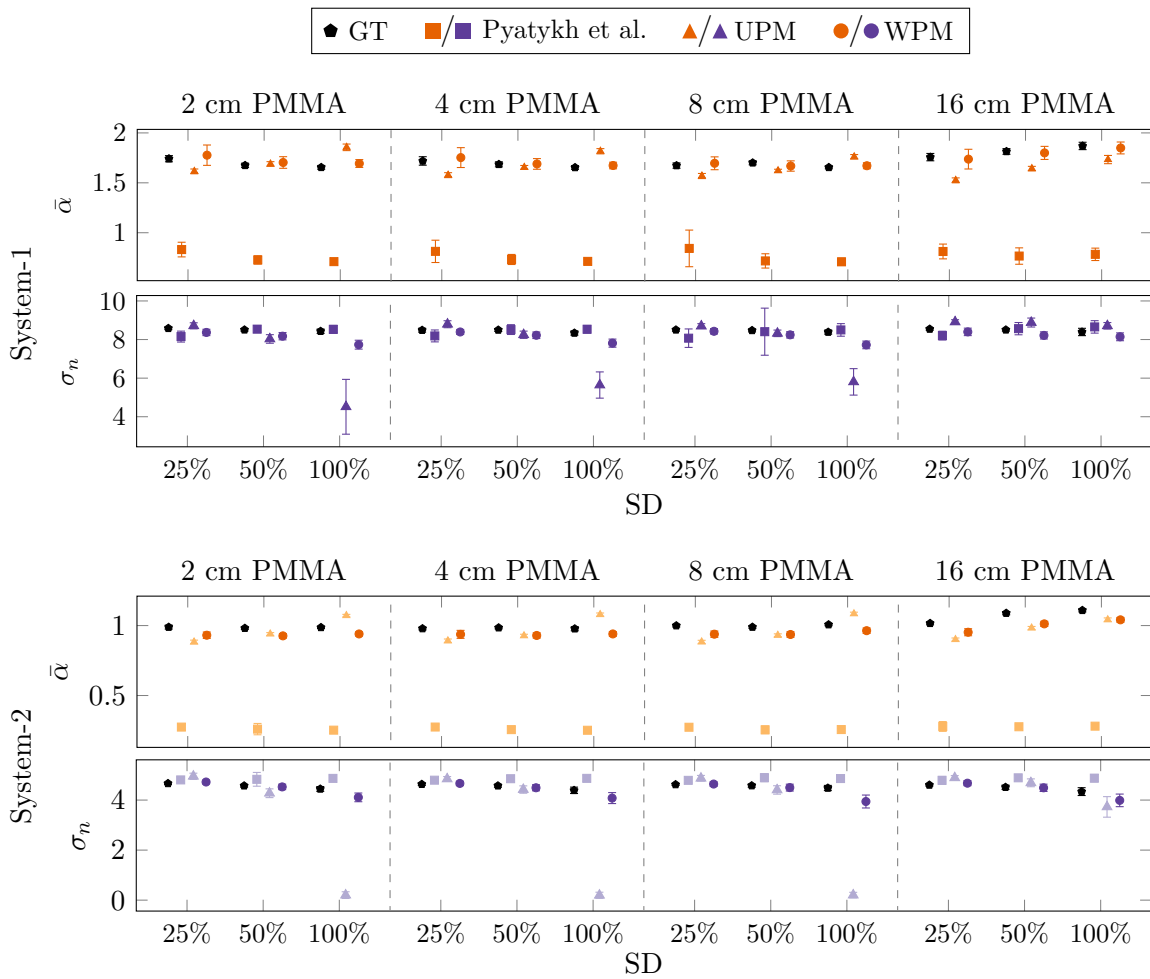 GT / Pyatykh et al. / UPM / WPM
2 cm PMMA 4 cm PMMA 8 cm PMMA 16 cm PMMA
2
1.5
1
ᾱ
System-1
10
8
6
4
σn
25% 50% 100% 25% 50% 100% 25% 50% 100% 25% 50% 100%
SD
2 cm PMMA 4 cm PMMA 8 cm PMMA 16 cm PMMA
1
0.5
ᾱ
System-2
4
2
0
σn
25% 50% 100% 25% 50% 100% 25% 50% 100% 25% 50% 100%
SD